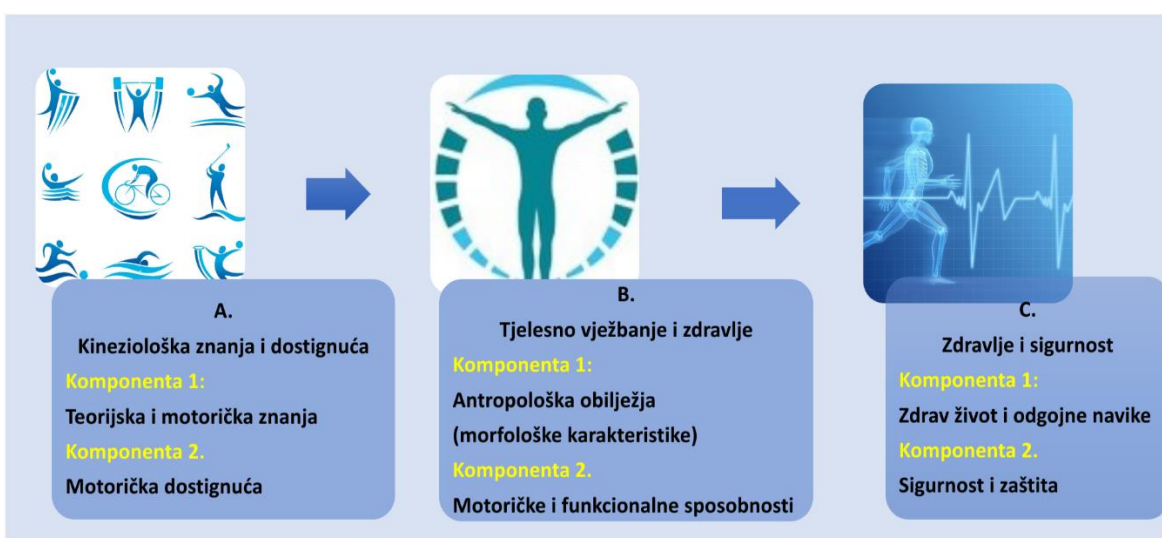 A.
Kineziološka znanja i dostignuća
Komponenta 1:
Teorijska i motorička znanja
Komponenta 2.
Motorička dostignuća
B.
Tjelesno vježbanje i zdravlje
Komponenta 1:
Antropološka obilježja
(morfološke karakteristike)
Komponenta 2.
Motoričke i funkcionalne sposobnosti
C.
Zdravlje i sigurnost
Komponenta 1:
Zdrav život i odgojne navike
Komponenta 2.
Sigurnost i zaštita